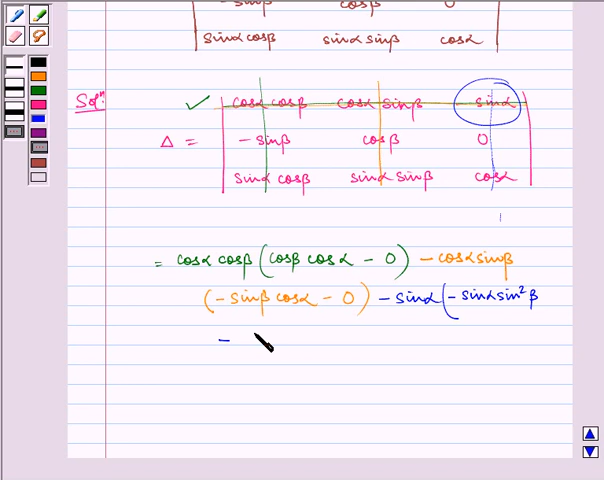 - sinβ cosβ 0
sinα cosβ sinα sinβ cosα
Solⁿ:
✓ cosα cosβ cosα sinβ - sinα
Δ = - sinβ cosβ 0
sinα cosβ sinα sinβ cosα
= cosα cosβ (cosβ cosα - 0) - cosα sinβ
(- sinβ cosα - 0) - sinα (- sinα sin²β
-